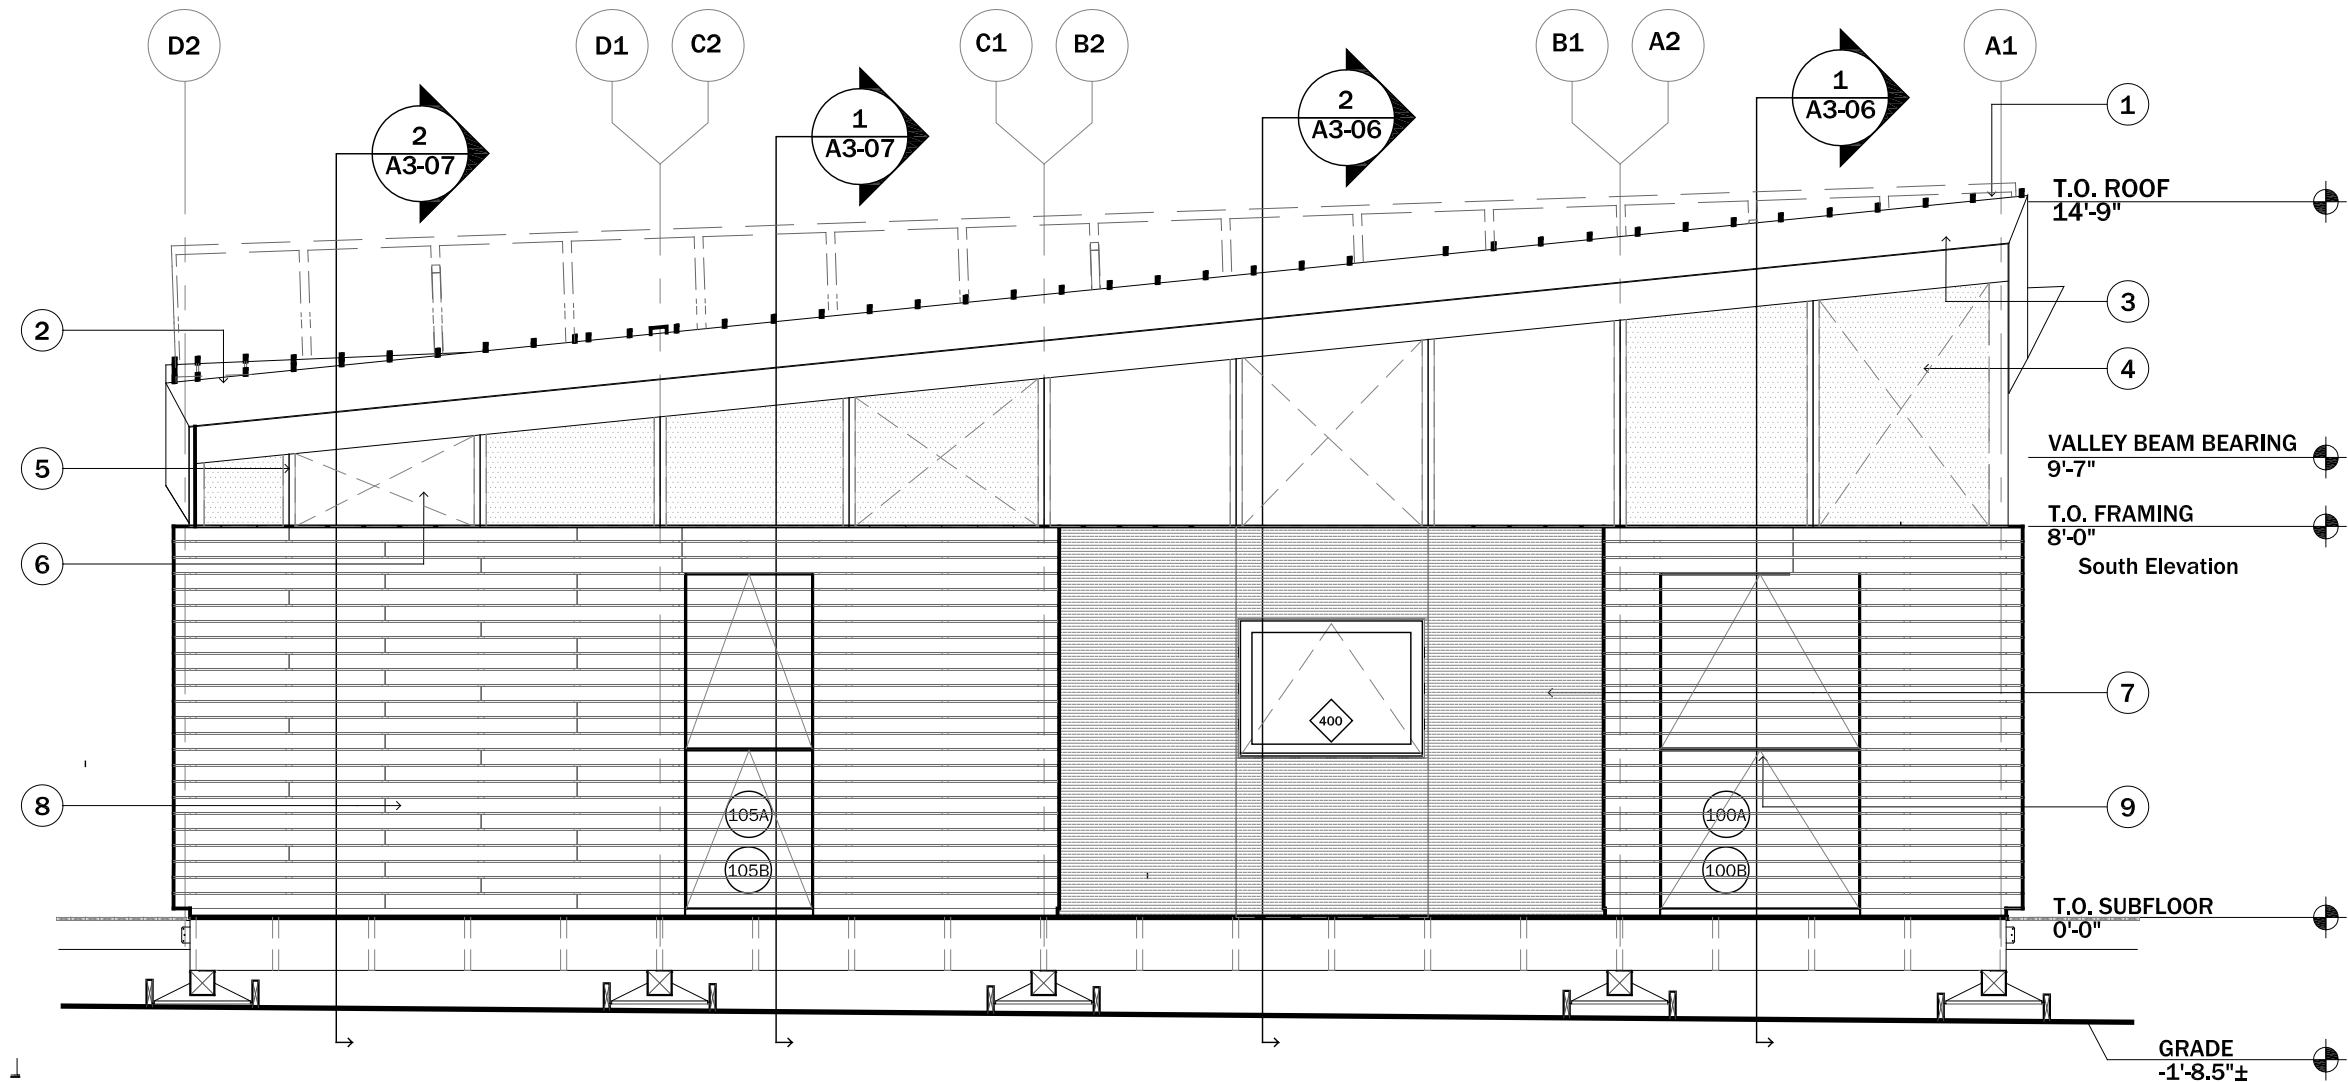 D2
D1
C2
C1
B2
B1
A2
A1
2
A3-07
1
A3-07
2
A3-06
1
A3-06
1
T.O. ROOF
14'-9"
2
3
4
5
VALLEY BEAM BEARING
9'-7"
T.O. FRAMING
8'-0"
6
South Elevation
7
400
8
105A
105B
100A
100B
9
T.O. SUBFLOOR
0'-0"
GRADE
-1'-8.5"±